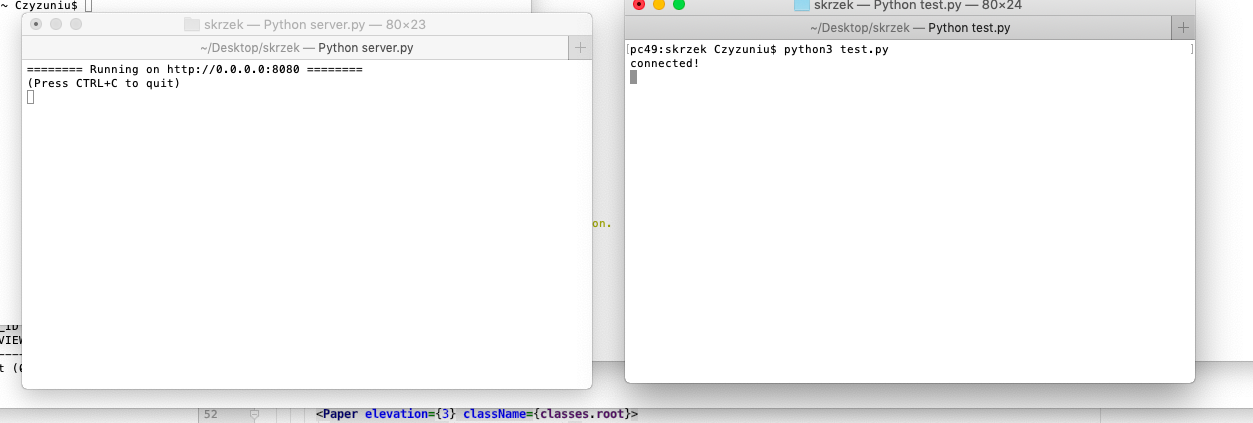 ~ Czyzuniu$
skrzek — Python server.py — 80×23
~/Desktop/skrzek — Python server.py
======== Running on http://0.0.0.0:8080 ========
(Press CTRL+C to quit)
skrzek — Python test.py — 80×24
~/Desktop/skrzek — Python test.py
[pc49:skrzek Czyzuniu$ python3 test.py ]
connected!
on.
_ID
VIEW
----
t (
52 <Paper elevation={3} className={classes.root}>